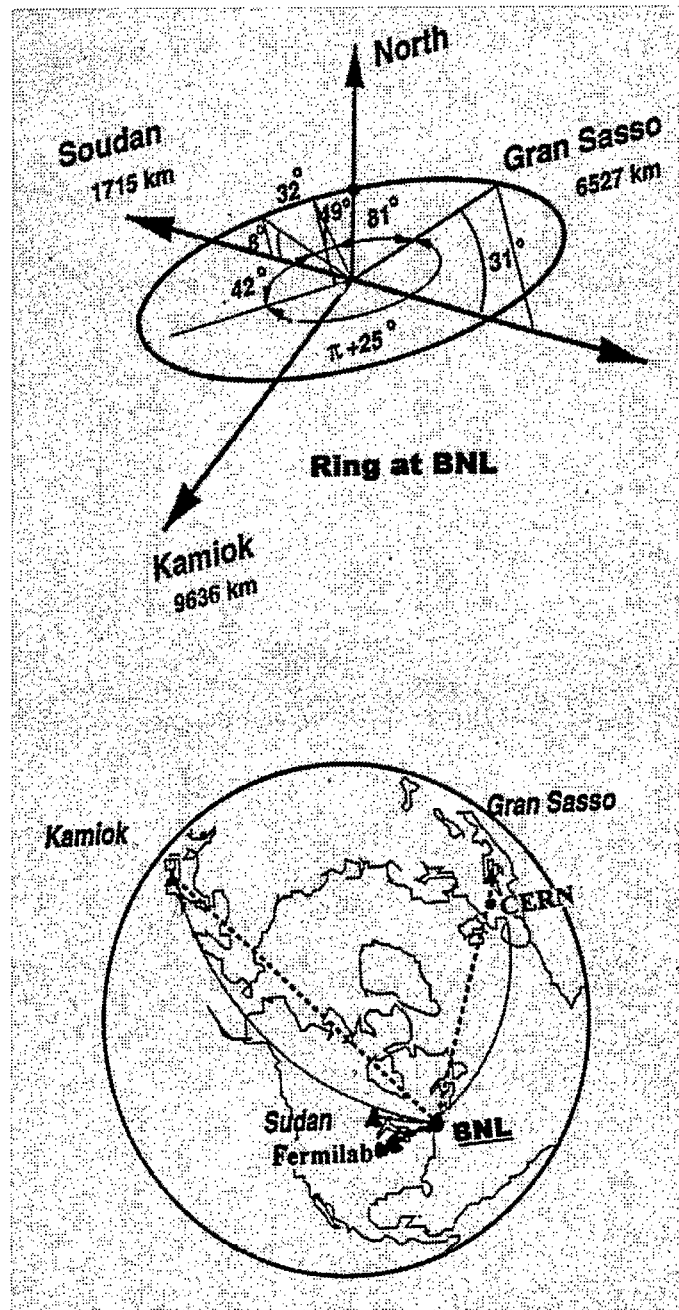 North
Soudan
1715 km
Gran Sasso
6527 km
32°
49°
81°
8°
31°
42°
π+25°
Ring at BNL
Kamiok
9636 km
Gran Sasso
Kamiok
CERN
Sudan
BNL
Fermilab